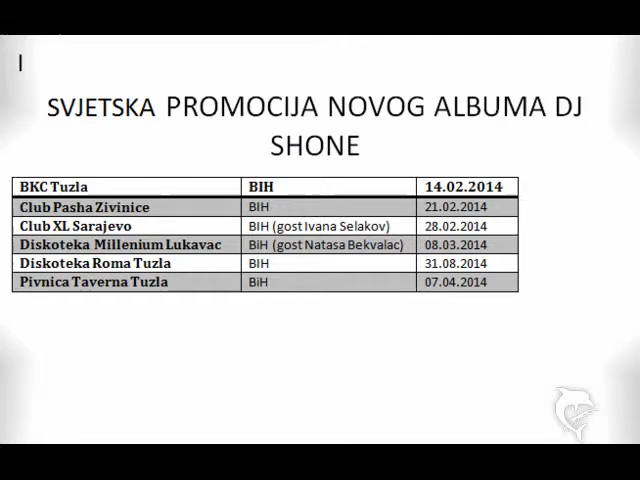 I
SVJETSKA PROMOCIJA NOVOG ALBUMA DJ
SHONE
BKC Tuzla BIH 14.02.2014
Club Pasha Zivinice BIH 21.02.2014
Club XL Sarajevo BIH (gost Ivana Selakov) 28.02.2014
Diskoteka Millenium Lukavac BiH (gost Natasa Bekvalac) 08.03.2014
Diskoteka Roma Tuzla BIH 31.08.2014
Pivnica Taverna Tuzla BiH 07.04.2014